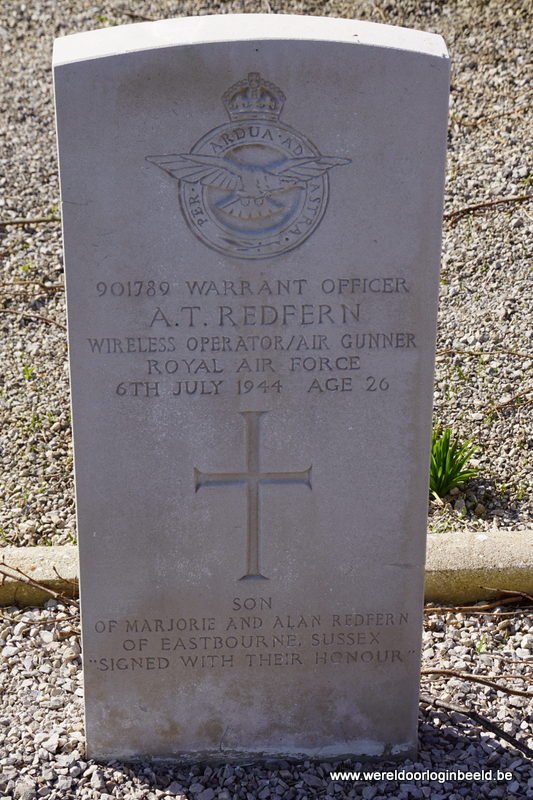 PER · ARDUA · AD ASTRA ·
901789 WARRANT OFFICER
A.T. REDFERN
WIRELESS OPERATOR/AIR GUNNER
ROYAL AIR FORCE
6TH JULY 1944 AGE 26
SON
OF MARJORIE AND ALAN REDFERN
OF EASTBOURNE, SUSSEX
"SIGNED WITH THEIR HONOUR"
www.wereldoorloginbeeld.be